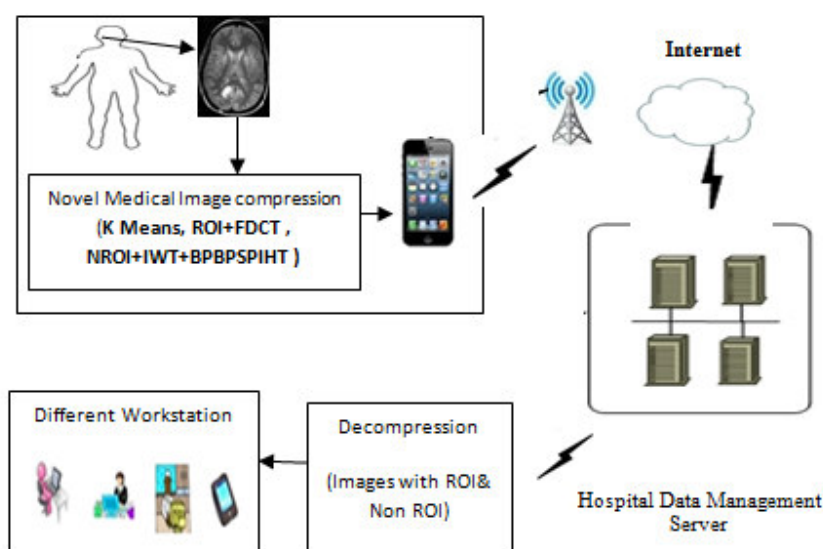 Internet
Novel Medical Image compression
(K Means, ROI+FDCT ,
NROI+IWT+BPBPSPIHT )
Different Workstation
Decompression
(Images with ROI&
Non ROI)
Hospital Data Management
Server